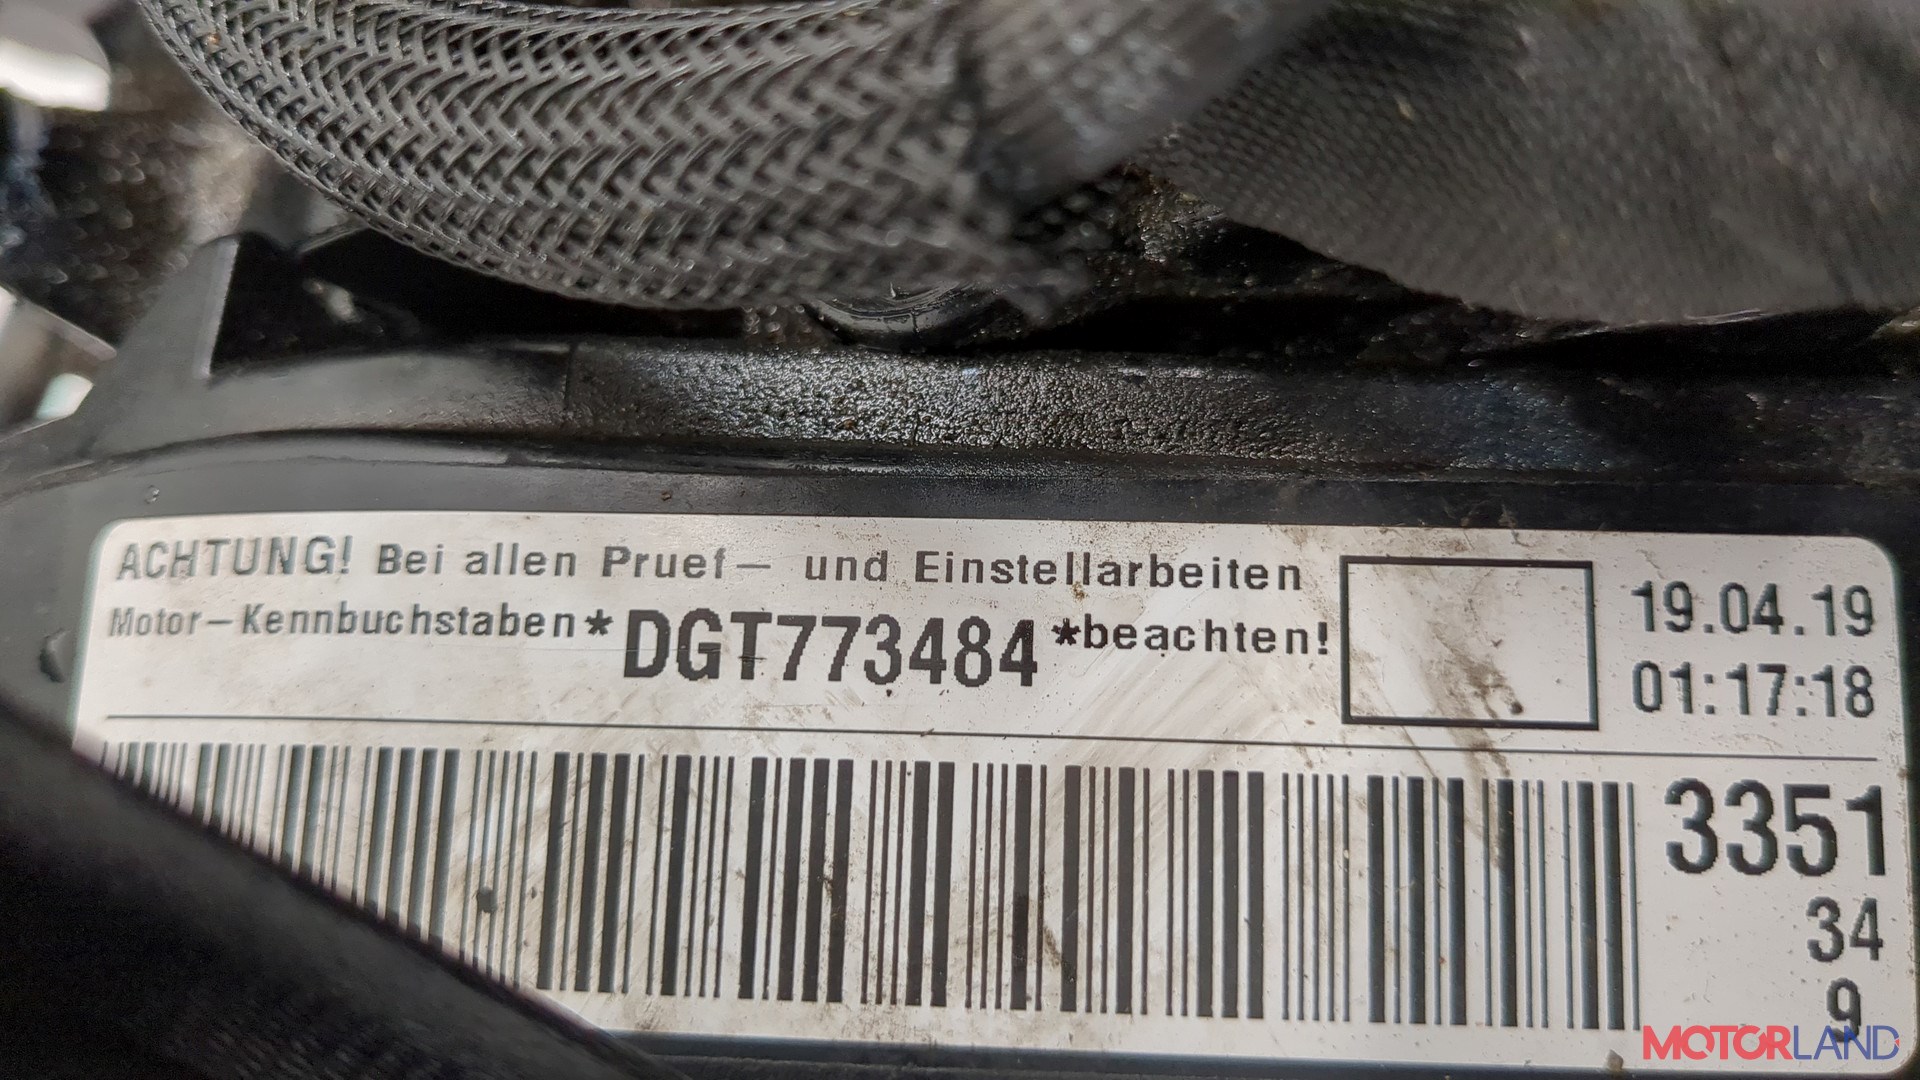 ACHTUNG! Bei allen Pruef- und Einstellarbeiten
Motor-Kennbuchstaben*DGT773484*beachten!
19.04.19
01:17:18
3351
34
9
MOTORLAND